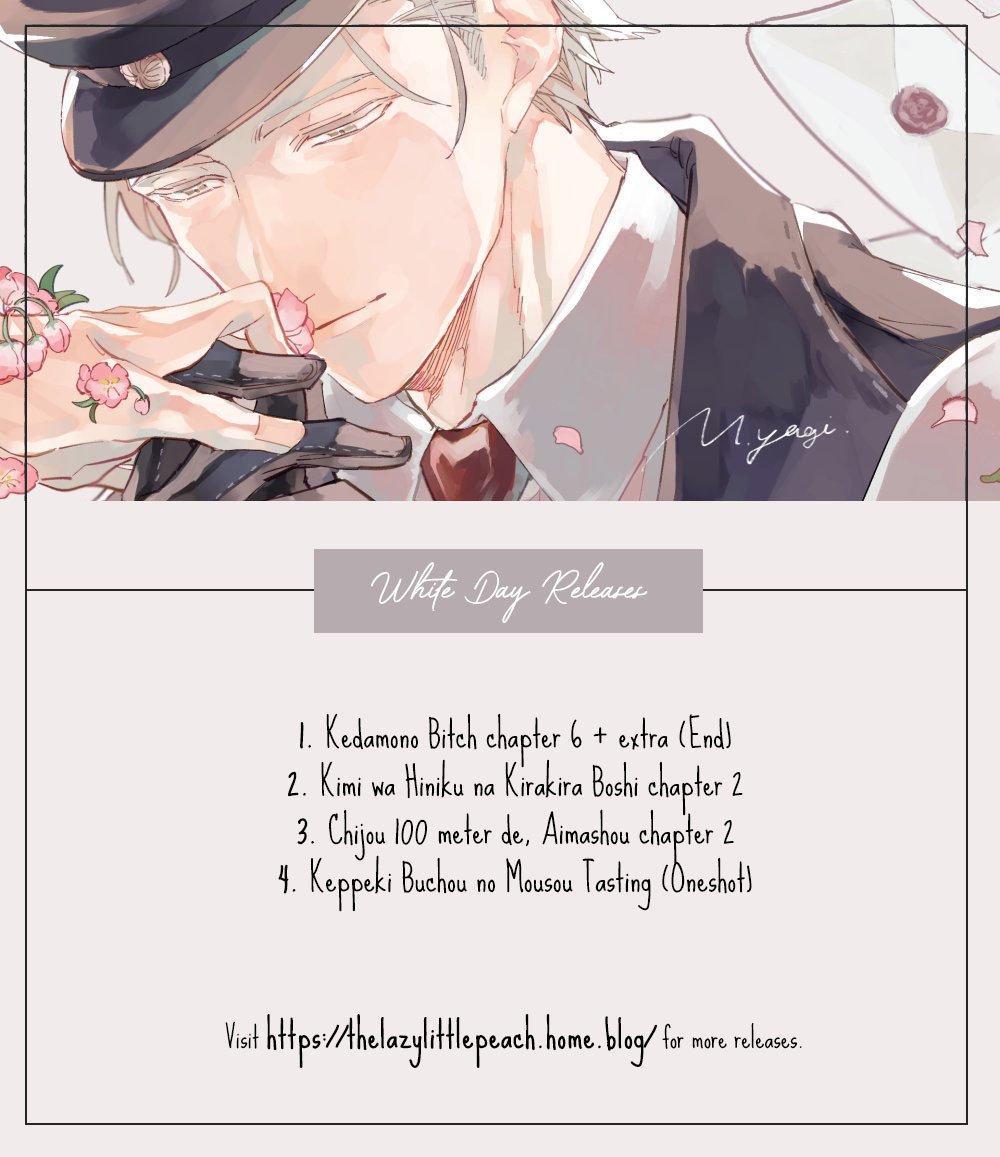 M.yagi.
White Day Releases
1. Kedamono Bitch chapter 6 + extra (End)
2. Kimi wa Hiniku na Kirakira Boshi chapter 2
3. Chijou 100 meter de, Aimashou chapter 2
4. Keppeki Buchou no Mousou Tasting (Oneshot)
Visit https://thelazylittlepeach.home.blog/ for more releases.